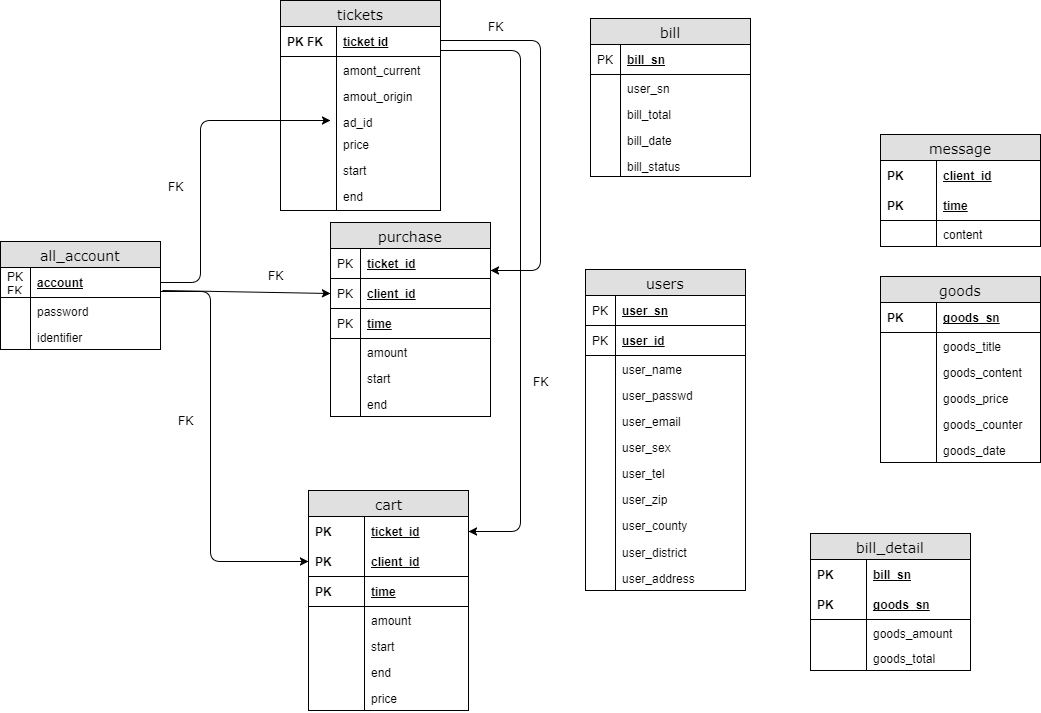 tickets
PK FK ticket id
amont_current
amout_origin
ad_id
price
start
end
FK
FK
FK
FK
FK
all_account
PK FK account
password
identifier
purchase
PK ticket_id
PK client_id
PK time
amount
start
end
cart
PK ticket_id
PK client_id
PK time
amount
start
end
price
bill
PK bill_sn
user_sn
bill_total
bill_date
bill_status
users
PK user_sn
PK user_id
user_name
user_passwd
user_email
user_sex
user_tel
user_zip
user_county
user_district
user_address
message
PK client_id
PK time
content
goods
PK goods_sn
goods_title
goods_content
goods_price
goods_counter
goods_date
bill_detail
PK bill_sn
PK goods_sn
goods_amount
goods_total